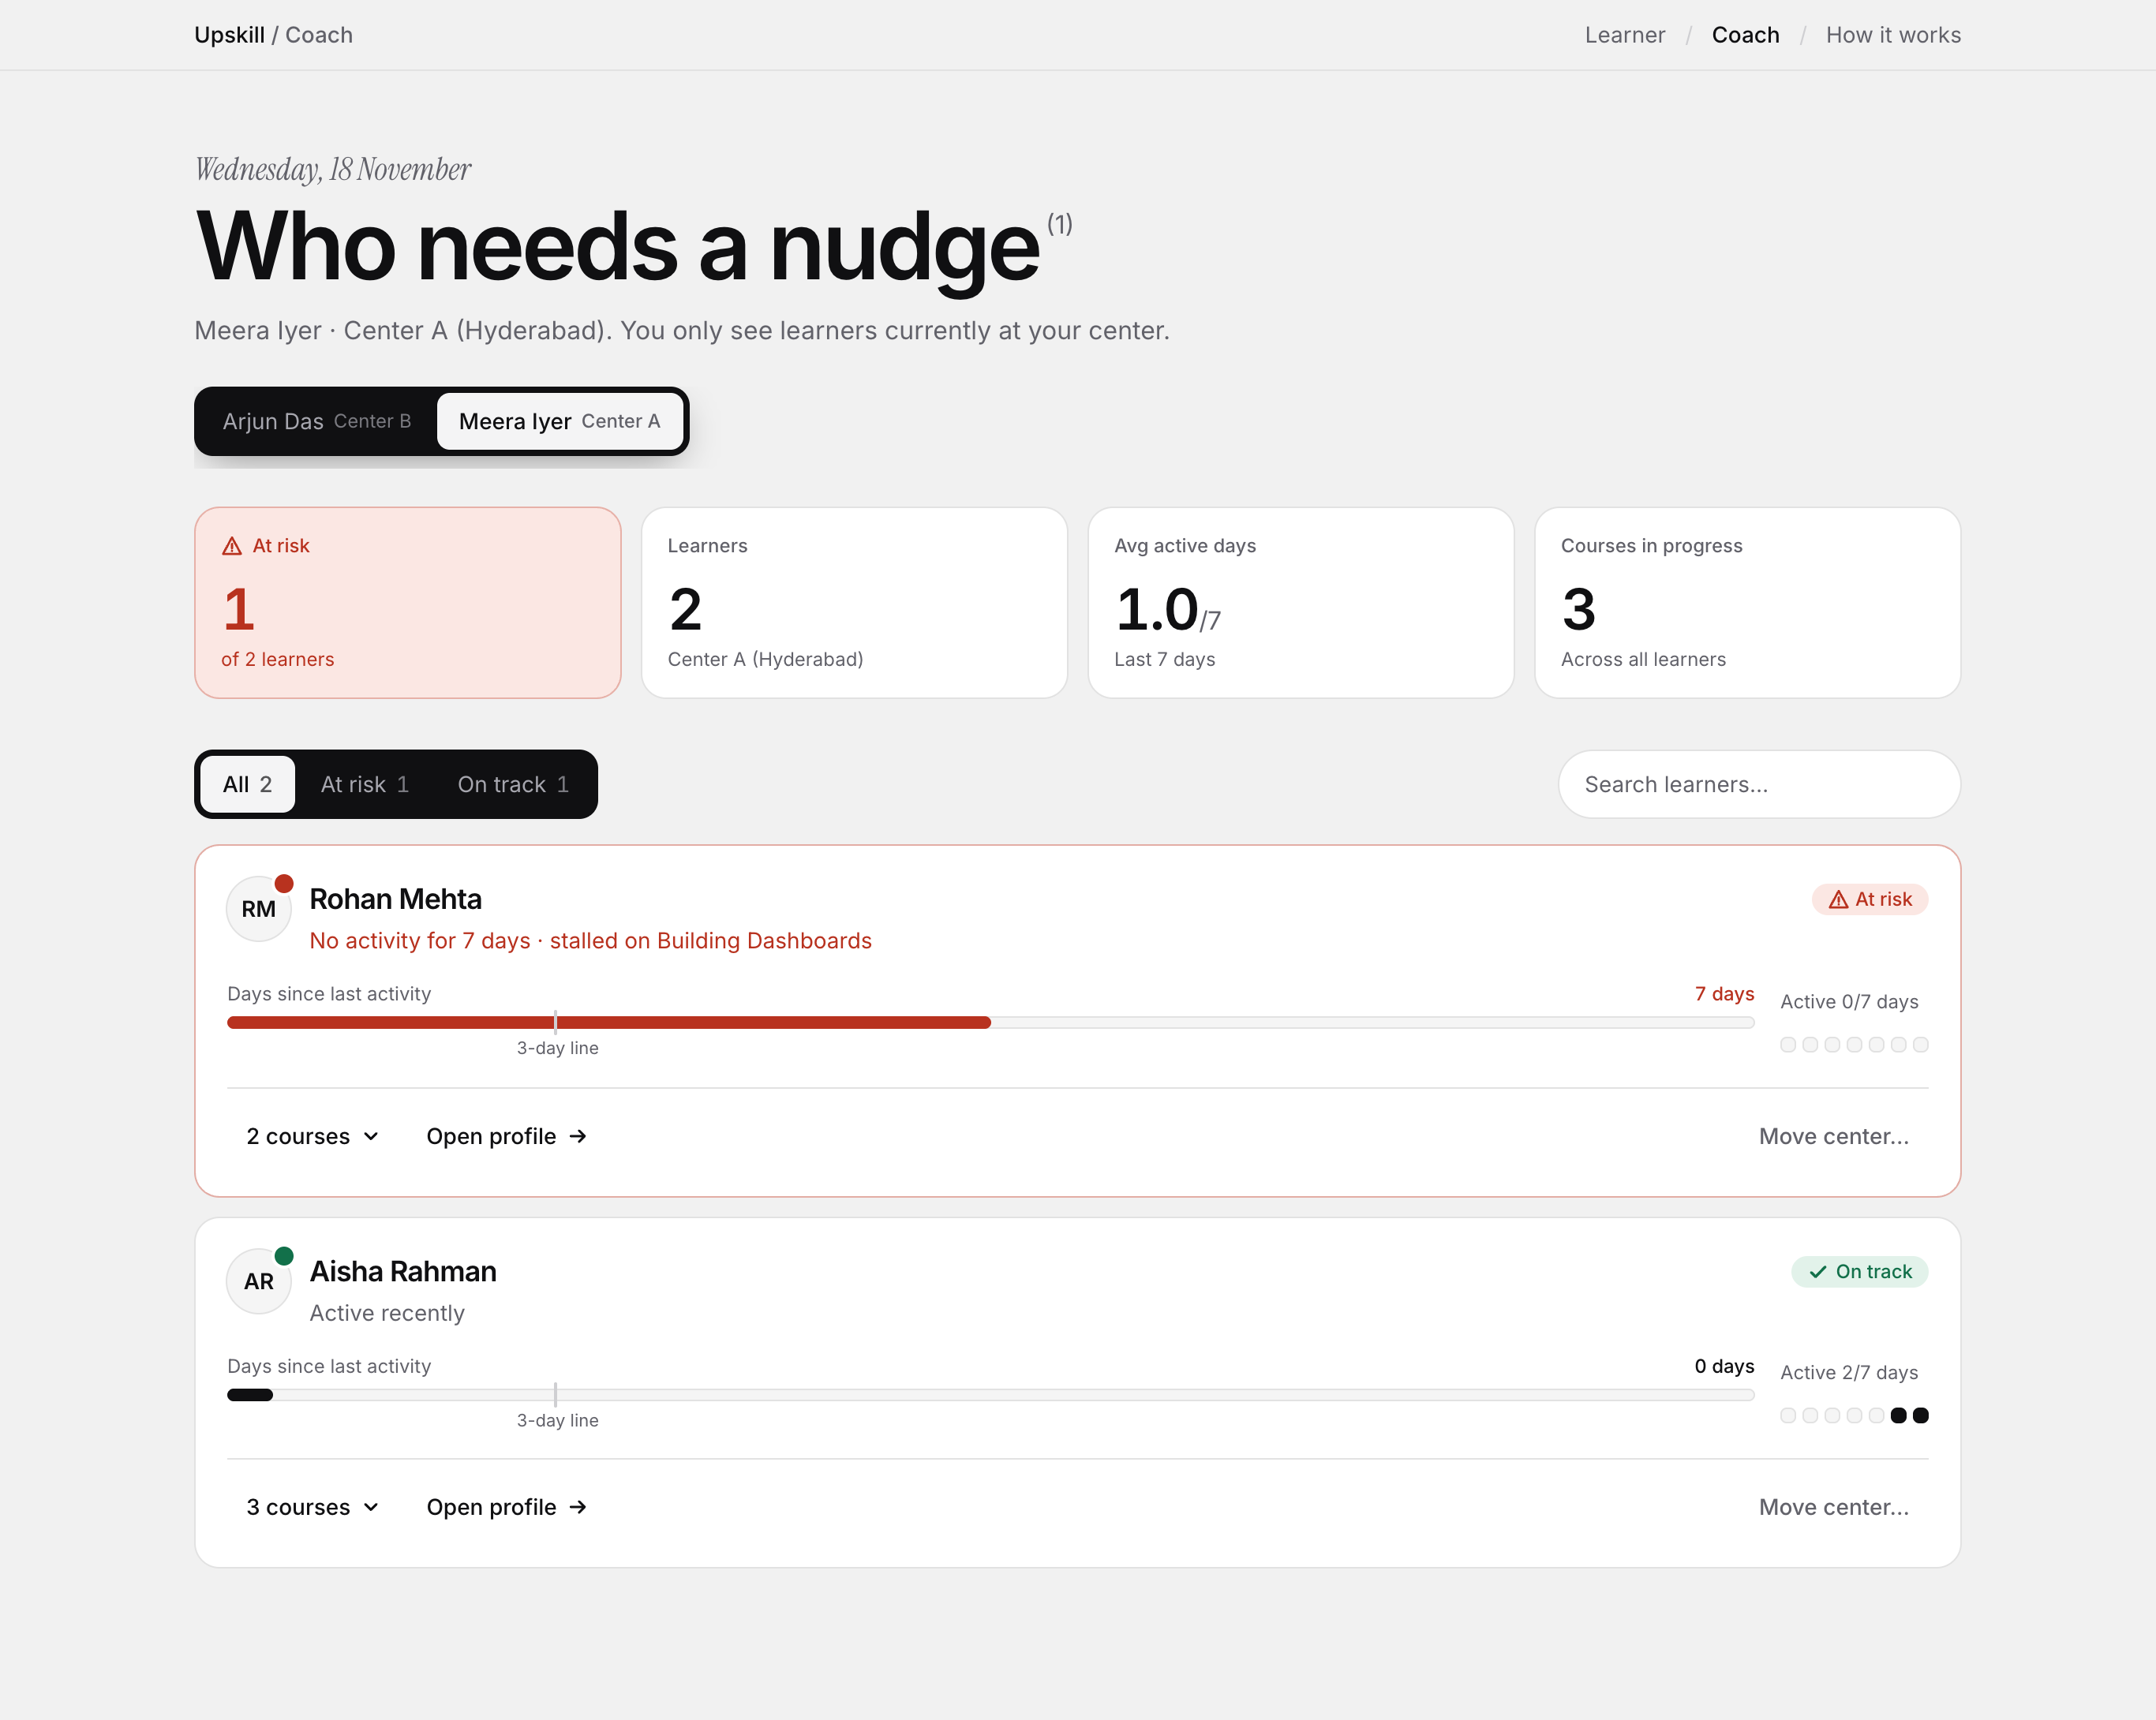 Upskill / Coach
Learner / Coach / How it works
Wednesday, 18 November
Who needs a nudge (1)
Meera Iyer · Center A (Hyderabad). You only see learners currently at your center.
Arjun Das Center B Meera Iyer Center A
At risk
1
of 2 learners
Learners
2
Center A (Hyderabad)
Avg active days
1.0/7
Last 7 days
Courses in progress
3
Across all learners
All 2 At risk 1 On track 1
Search learners...
RM
Rohan Mehta
At risk
No activity for 7 days · stalled on Building Dashboards
Days since last activity 7 days
3-day line
Active 0/7 days
2 courses Open profile → Move center...
AR
Aisha Rahman
On track
Active recently
Days since last activity 0 days
3-day line
Active 2/7 days
3 courses Open profile → Move center...